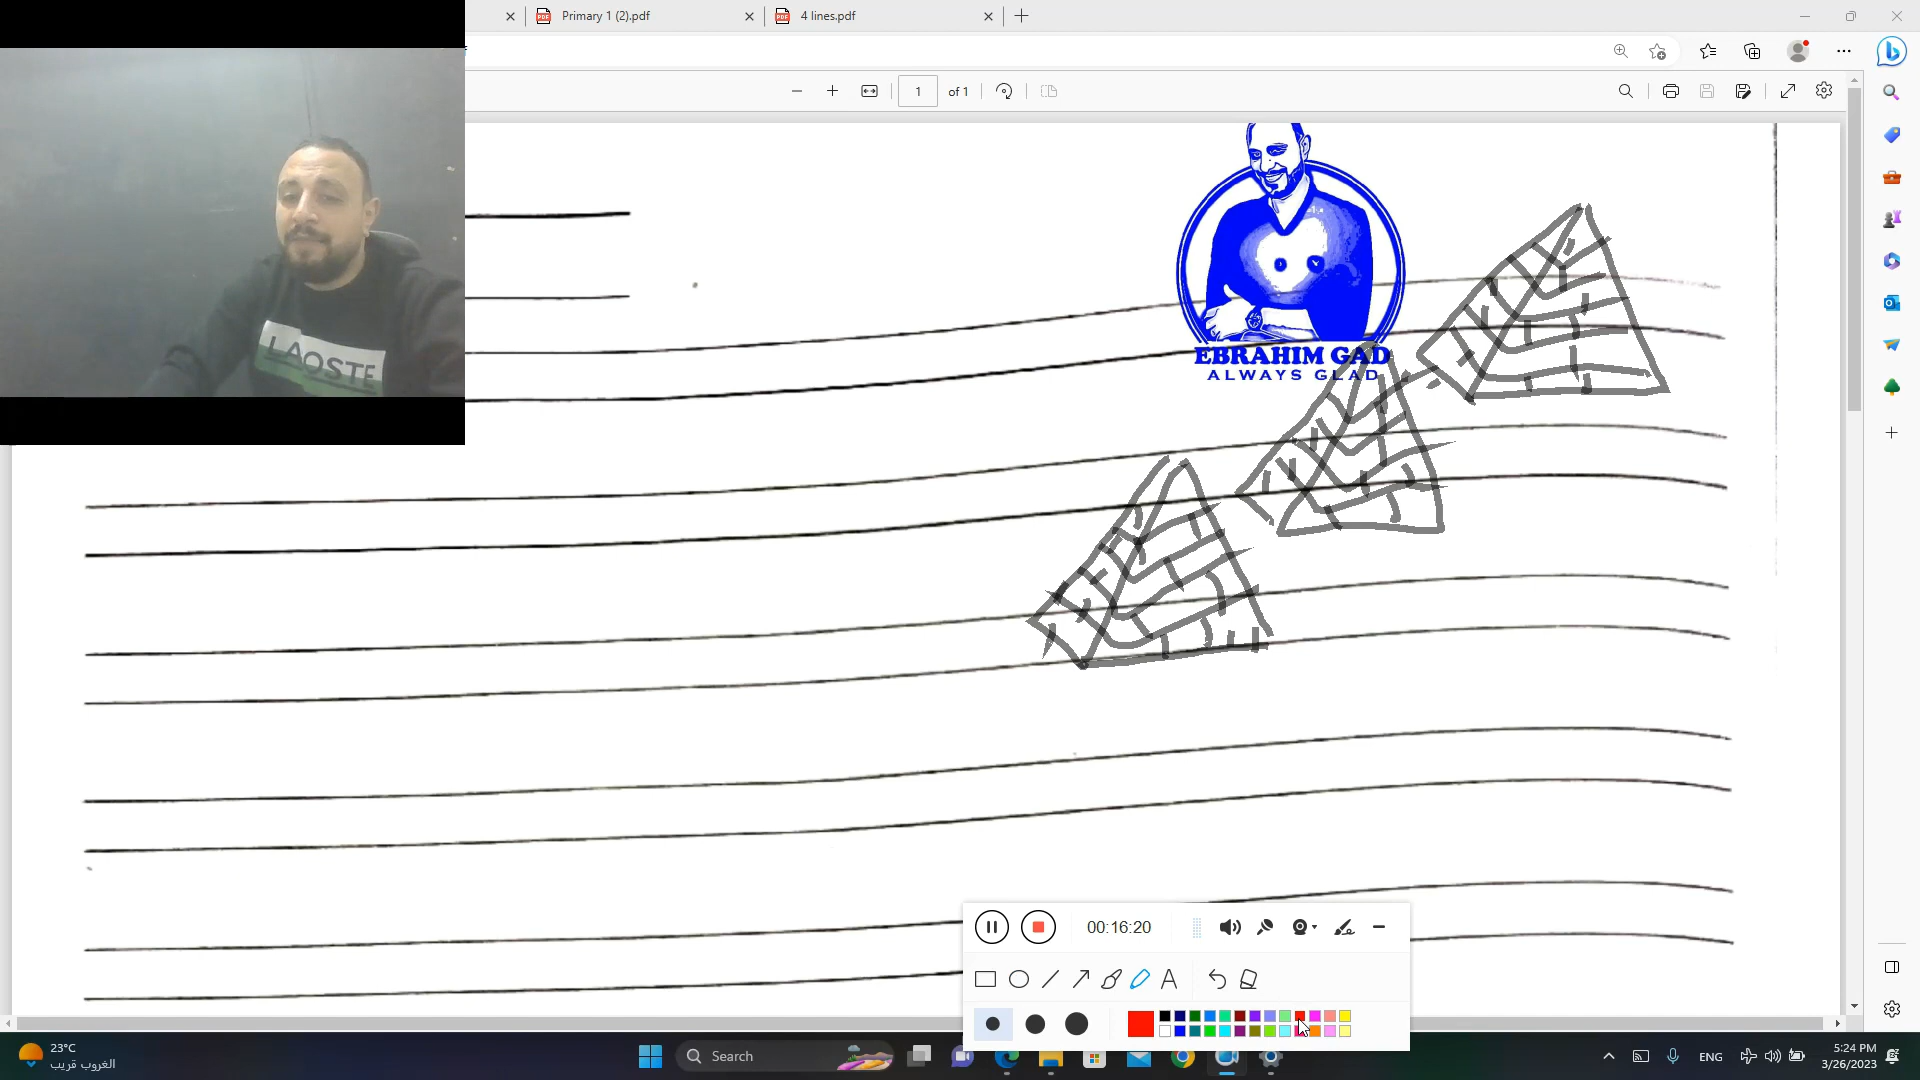 Primary 1 (2).pdf
4 lines.pdf
1 of 1
LAOSTE
EBRAHIM GAD
ALWAYS GLAD
00:16:20
A
23°C
الغروب قريب
Search
ENG
5:24 PM
3/26/2023